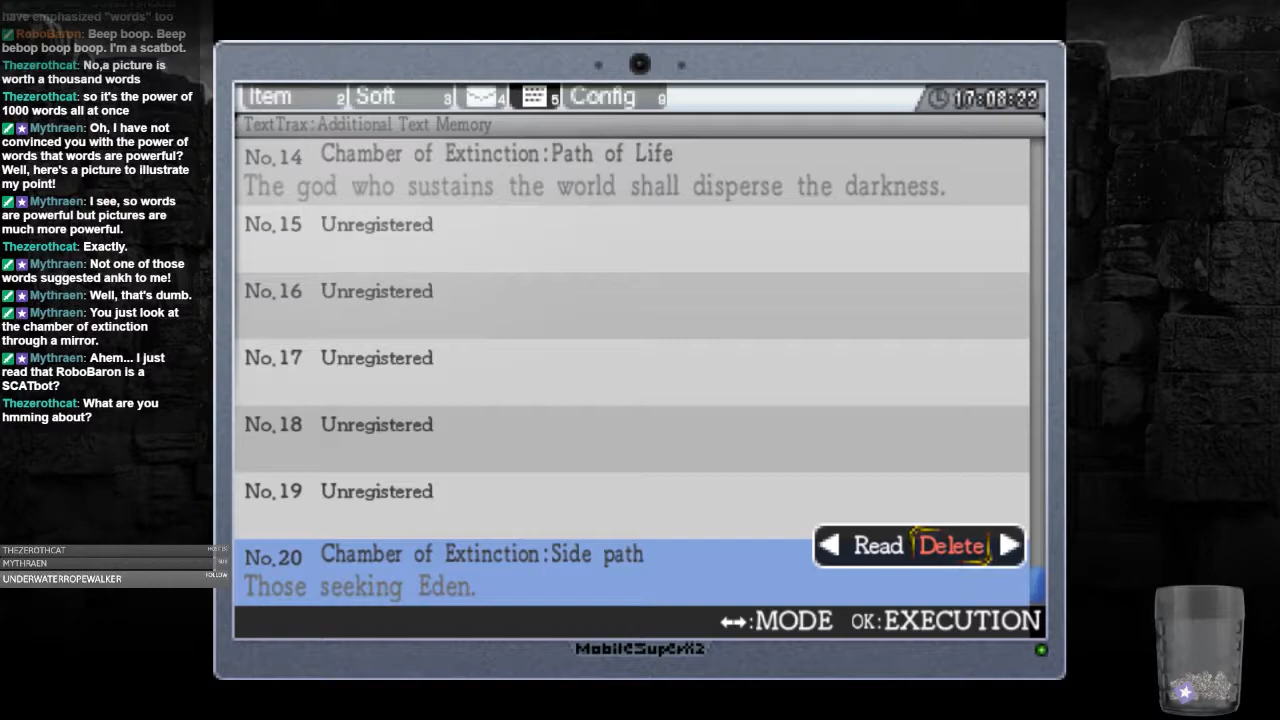 have emphasized "words" too
RoboBaron: Beep boop. Beep
bebop boop boop. I'm a scatbot.
Thezerothcat: No,a picture is
worth a thousand words
Thezerothcat: so it's the power of
1000 words all at once
Mythraen: Oh, I have not
convinced you with the power of
words that words are powerful?
Well, here's a picture to illustrate
my point!
Mythraen: I see, so words
are powerful but pictures are
much more powerful.
Thezerothcat: Exactly.
Mythraen: Not one of those
words suggested ankh to me!
Mythraen: Well, that's dumb.
Mythraen: You just look at
the chamber of extinction
through a mirror.
Mythraen: Ahem... I just
read that RoboBaron is a
SCATbot?
Thezerothcat: What are you
hmming about?
THEZEROTHCAT
MYTHRAEN SUB
UNDERWATERROPEWALKER FOLLOW
Item 2 Soft 3 4 5 Config 9 17:08:22
TextTrax:Additional Text Memory
No.14 Chamber of Extinction:Path of Life
The god who sustains the world shall disperse the darkness.
No.15 Unregistered
No.16 Unregistered
No.17 Unregistered
No.18 Unregistered
No.19 Unregistered
No.20 Chamber of Extinction:Side path
Those seeking Eden.
Read Delete
↔:MODE OK:EXECUTION
MobileSuperX2